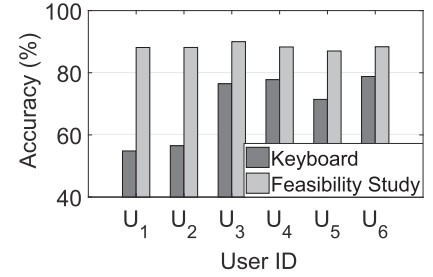 100
80
60
40
Accuracy (%)
Keyboard
Feasibility Study
U1 U2 U3 U4 U5 U6
User ID